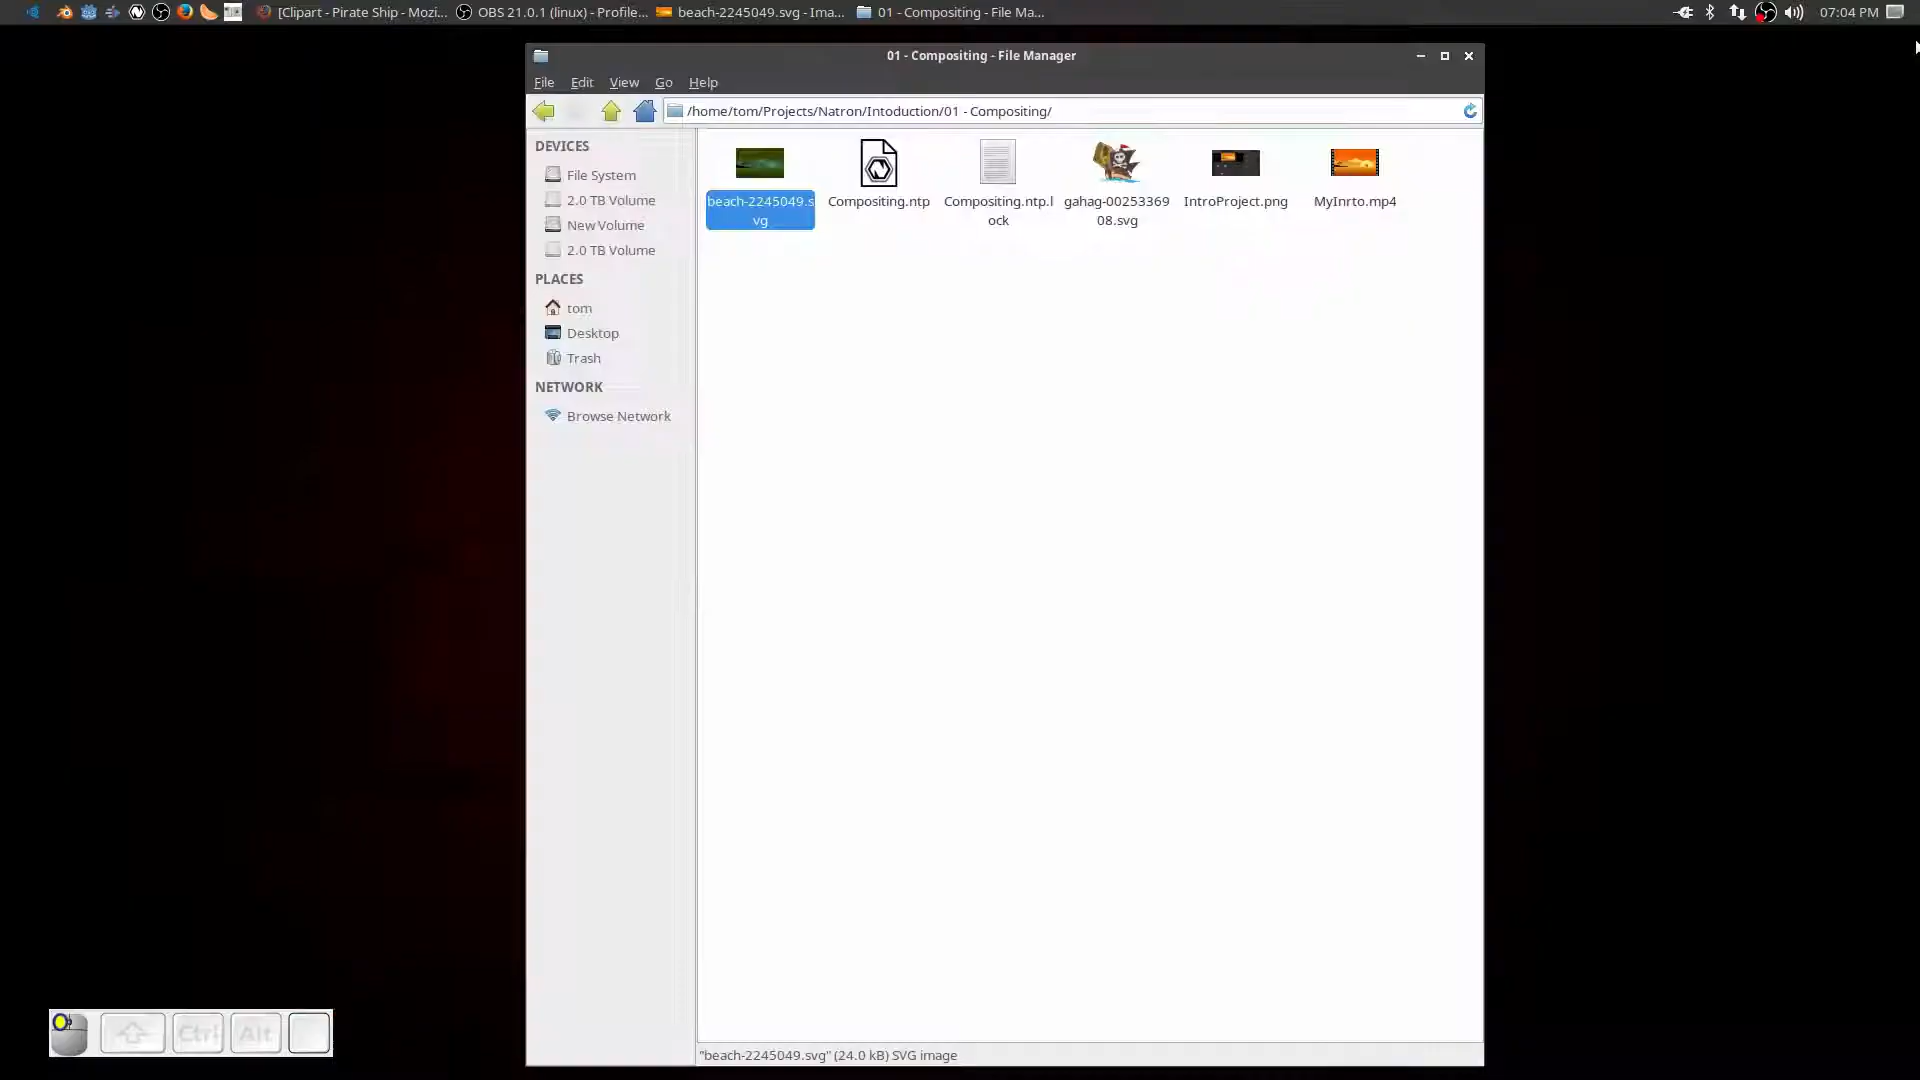 [Clipart - Pirate Ship - Mozi...
OBS 21.0.1 (linux) - Profile...
beach-2245049.svg - Ima...
01 - Compositing - File Ma...
07:04 PM
01 - Compositing - File Manager
File Edit View Go Help
/home/tom/Projects/Natron/Intoduction/01 - Compositing/
DEVICES
File System
2.0 TB Volume
New Volume
2.0 TB Volume
PLACES
tom
Desktop
Trash
NETWORK
Browse Network
beach-2245049.s
vg
Compositing.ntp
Compositing.ntp.l
ock
gahag-00253369
08.svg
IntroProject.png
MyInrto.mp4
Ctrl
Alt
"beach-2245049.svg" (24.0 kB) SVG image